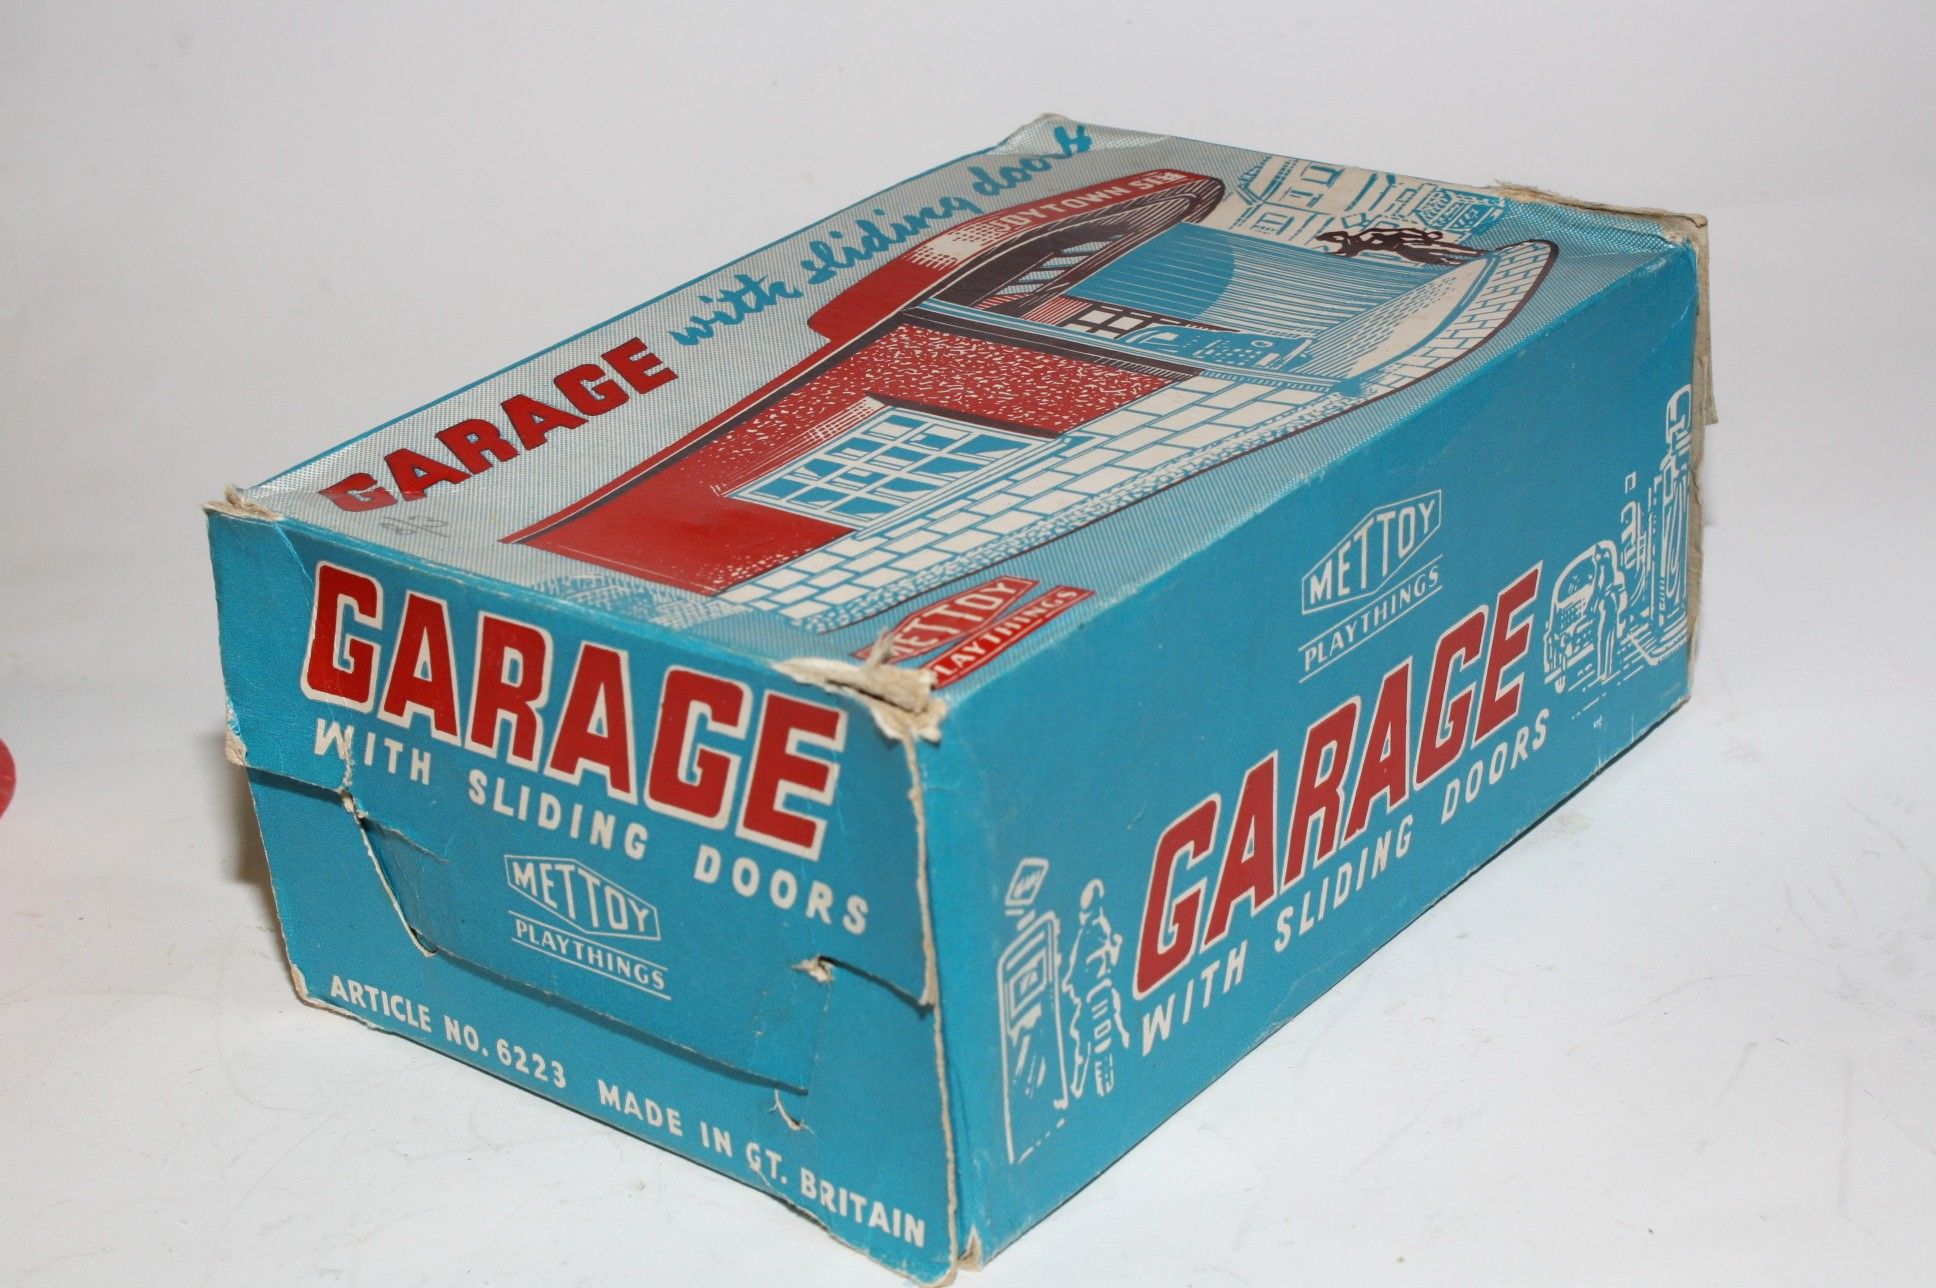 GARAGE with sliding doors
JOYTOWN
METTOY
PLAYTHINGS
GARAGE
WITH SLIDING DOORS
METTOY
PLAYTHINGS
ARTICLE NO. 6223 MADE IN GT. BRITAIN
METTOY
PLAYTHINGS
GARAGE
WITH SLIDING DOORS